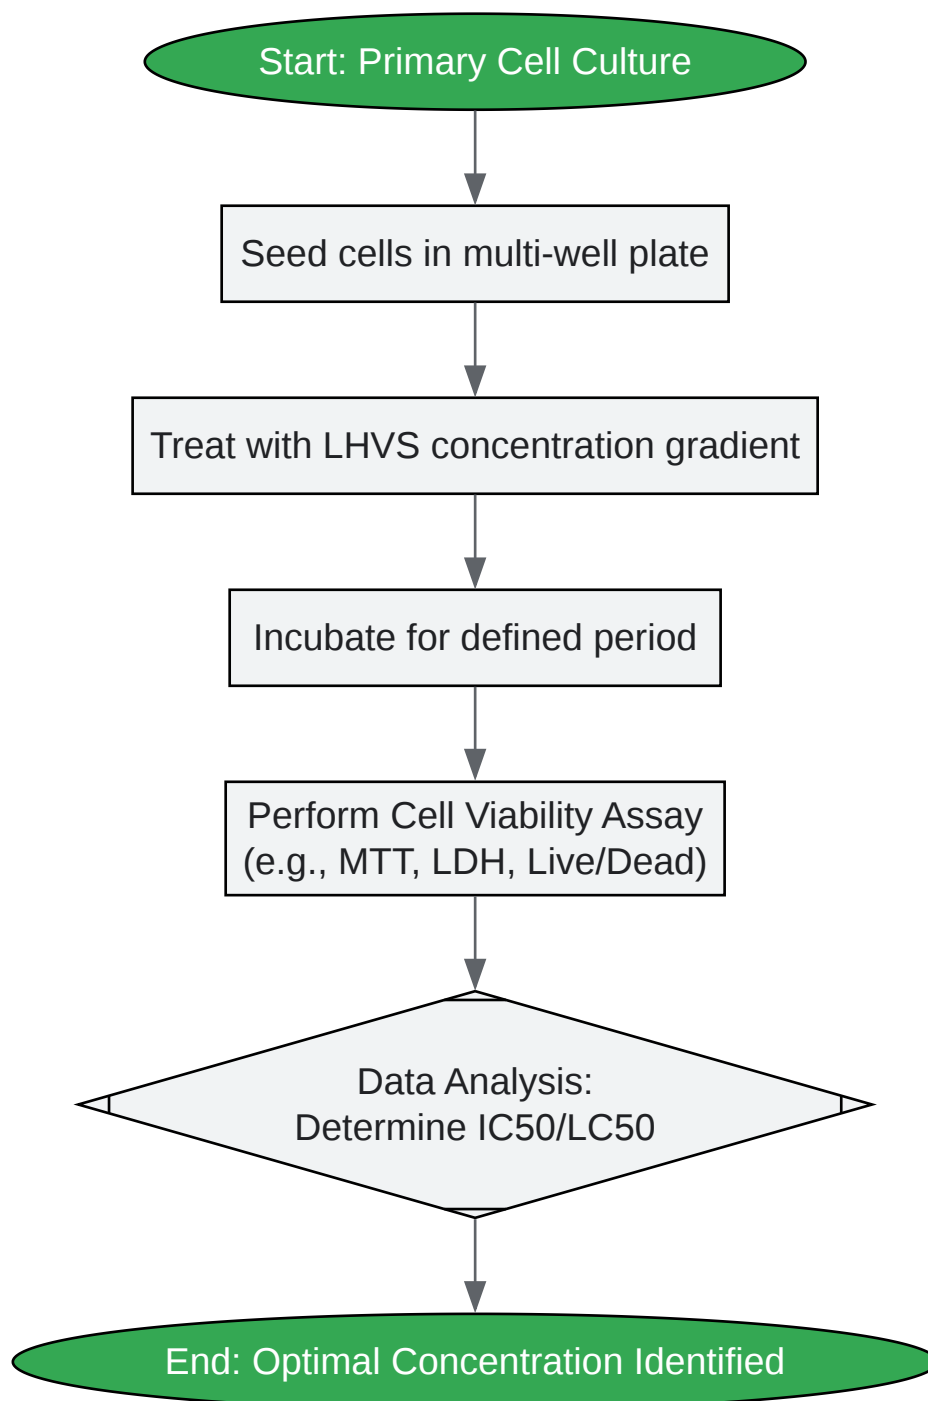 Start: Primary Cell Culture
Seed cells in multi-well plate
Treat with LHVS concentration gradient
Incubate for defined period
Perform Cell Viability Assay
(e.g., MTT, LDH, Live/Dead)
Data Analysis:
Determine IC50/LC50
End: Optimal Concentration Identified